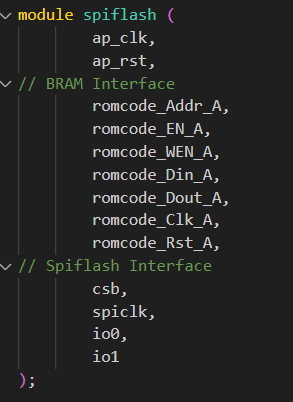 module spiflash (
ap_clk,
ap_rst,
// BRAM Interface
romcode_Addr_A,
romcode_EN_A,
romcode_WEN_A,
romcode_Din_A,
romcode_Dout_A,
romcode_Clk_A,
romcode_Rst_A,
// Spiflash Interface
csb,
spiclk,
io0,
io1
);